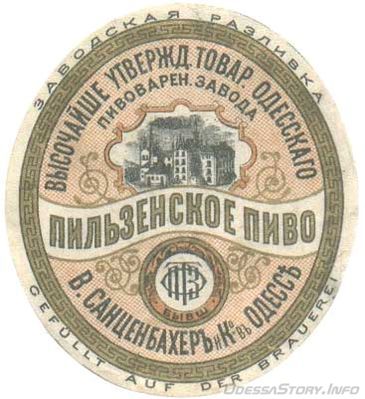 ЗАВОДСКАЯ РАЗЛИВКА
ВЫСОЧАЙШЕ УТВЕРЖД. ТОВАР. ОДЕССКАГО
ПИВОВАРЕН. ЗАВОДА
ПИЛЬЗЕНСКОЕ ПИВО
БЫВШ.
В. САНЦЕНБАХЕРЪ и Ко въ ОДЕССѢ
GEFÜLLT AUF DER BRAUEREI
ODESSASTORY.INFO